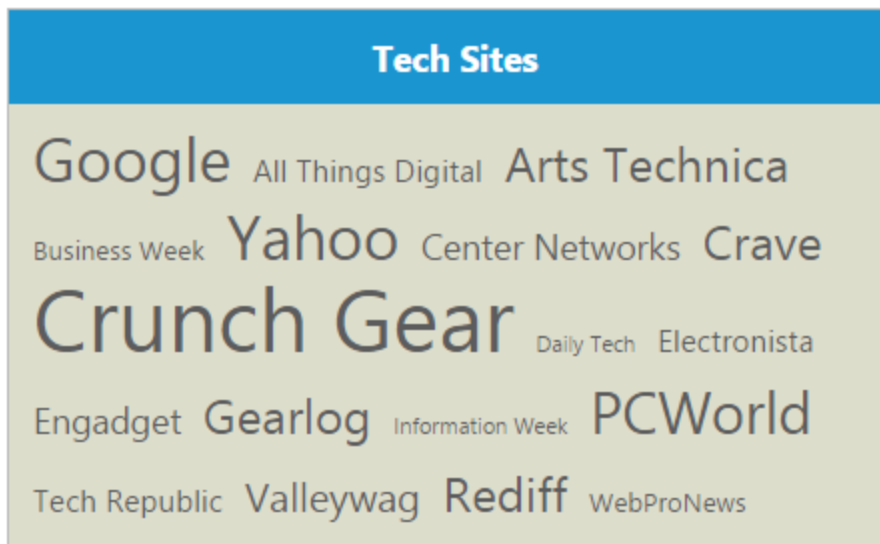 Tech Sites
Google All Things Digital Arts Technica
Business Week Yahoo Center Networks Crave
Crunch Gear Daily Tech Electronista
Engadget Gearlog Information Week PCWorld
Tech Republic Valleywag Rediff WebProNews